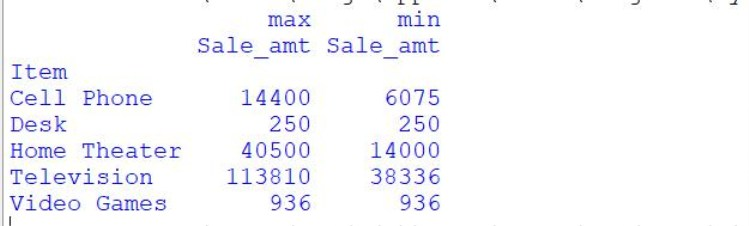 max min
Sale_amt Sale_amt
Item
Cell Phone 14400 6075
Desk 250 250
Home Theater 40500 14000
Television 113810 38336
Video Games 936 936